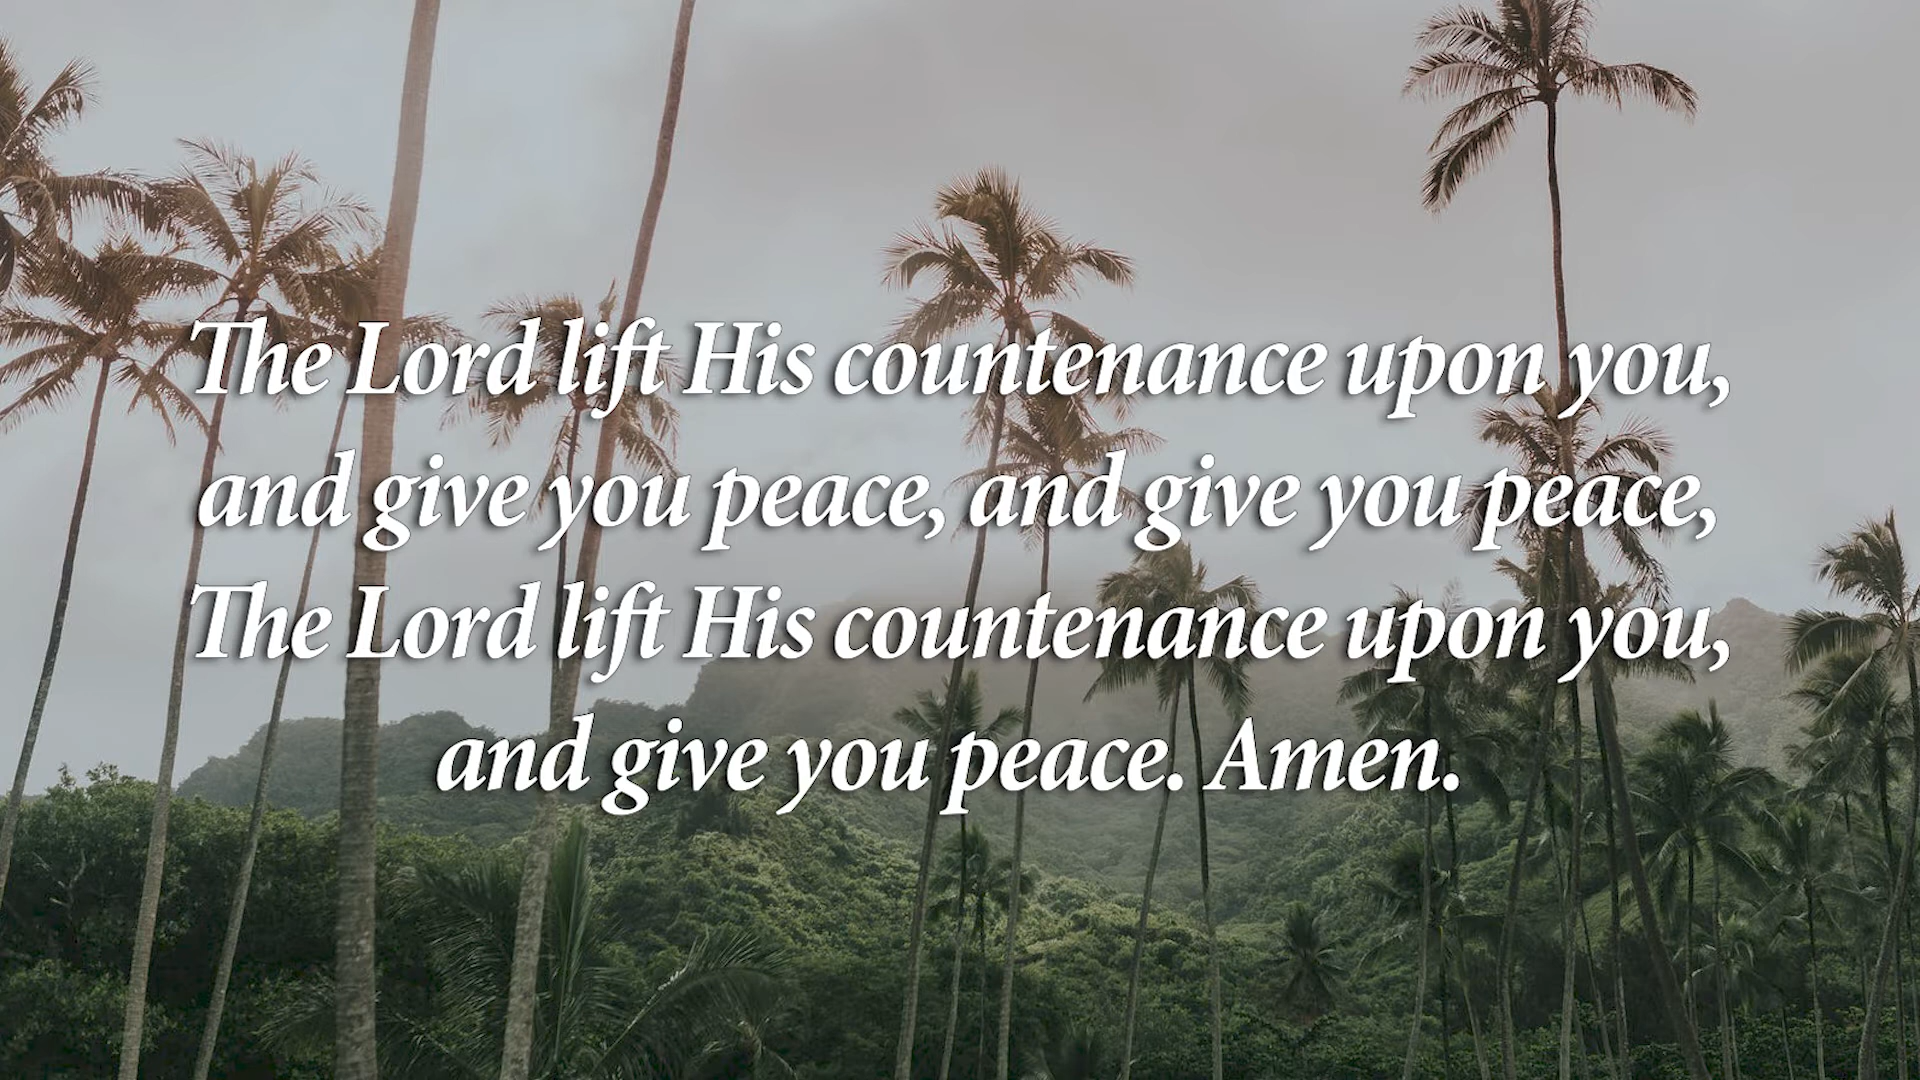 The Lord lift His countenance upon you,
and give you peace, and give you peace,
The Lord lift His countenance upon you,
and give you peace. Amen.